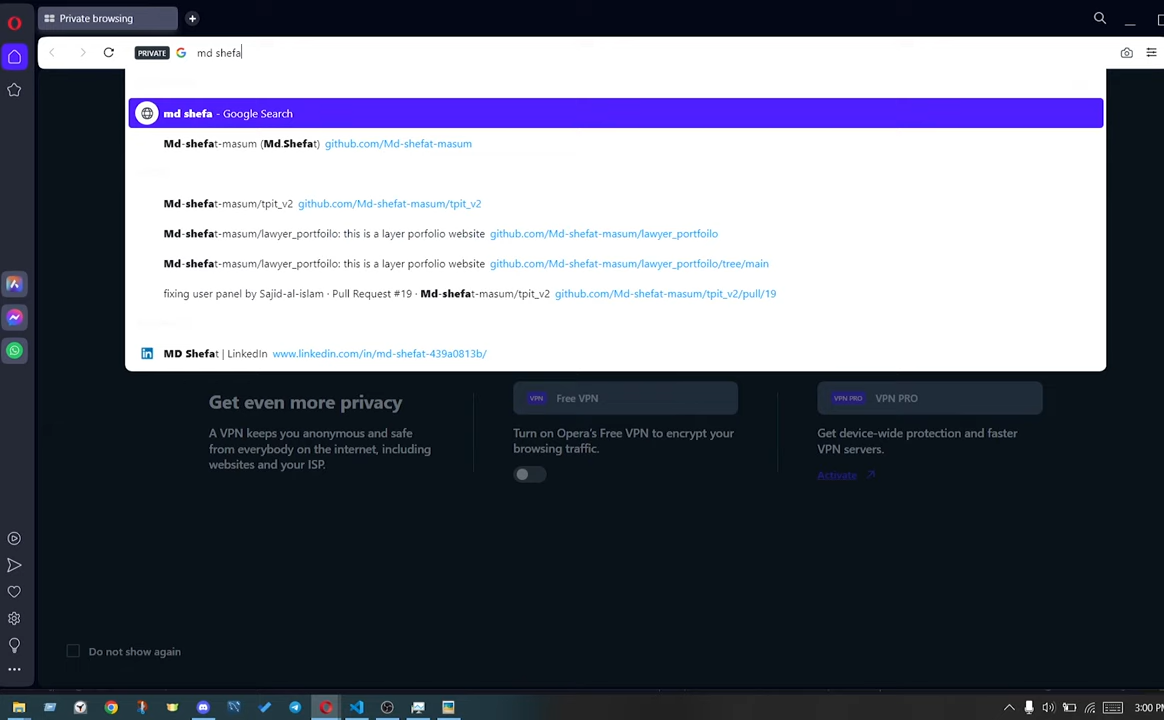 Private browsing
PRIVATE md shefa
md shefa - Google Search
Md-shefat-masum (Md.Shefat) github.com/Md-shefat-masum
Md-shefat-masum/tpit_v2 github.com/Md-shefat-masum/tpit_v2
Md-shefat-masum/lawyer_portfoilo: this is a layer porfolio website github.com/Md-shefat-masum/lawyer_portfoilo
Md-shefat-masum/lawyer_portfoilo: this is a layer porfolio website github.com/Md-shefat-masum/lawyer_portfoilo/tree/main
fixing user panel by Sajid-al-islam · Pull Request #19 · Md-shefat-masum/tpit_v2 github.com/Md-shefat-masum/tpit_v2/pull/19
MD Shefat | LinkedIn www.linkedin.com/in/md-shefat-439a0813b/
Get even more privacy
A VPN keeps you anonymous and safe
from everybody on the internet, including
websites and your ISP.
VPN Free VPN
Turn on Opera's Free VPN to encrypt your
browsing traffic.
VPN PRO VPN PRO
Get device-wide protection and faster
VPN servers.
Activate
Do not show again
3:00 PM